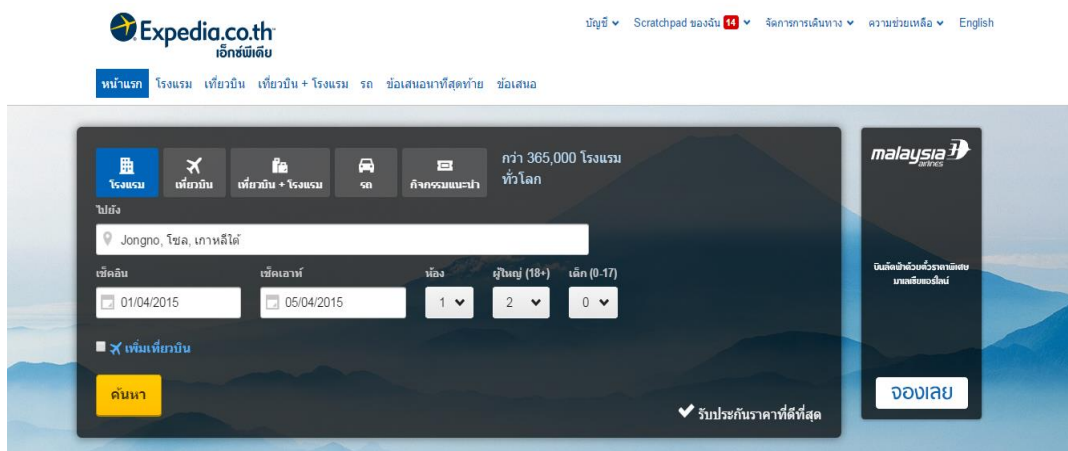 Expedia.co.th
เอ็กซ์พีเดีย
บัญชี Scratchpad ของฉัน 14 จัดการการเดินทาง ความช่วยเหลือ English
หน้าแรก โรงแรม เที่ยวบิน เที่ยวบิน + โรงแรม รถ ข้อเสนอนาทีสุดท้าย ข้อเสนอ
โรงแรม เที่ยวบิน เที่ยวบิน + โรงแรม รถ กิจกรรมแนะนำ
กว่า 365,000 โรงแรม
ทั่วโลก
ไปยัง
Jongno, โซล, เกาหลีใต้
เช็คอิน เช็คเอาท์ ห้อง ผู้ใหญ่ (18+) เด็ก (0-17)
01/04/2015 05/04/2015 1 2 0
เพิ่มเที่ยวบิน
ค้นหา
รับประกันราคาที่ดีที่สุด
malaysia
airlines
บินลัดฟ้าด้วยตั๋วราคาพิเศษ
มาเลเซียแอร์ไลน์
จองเลย